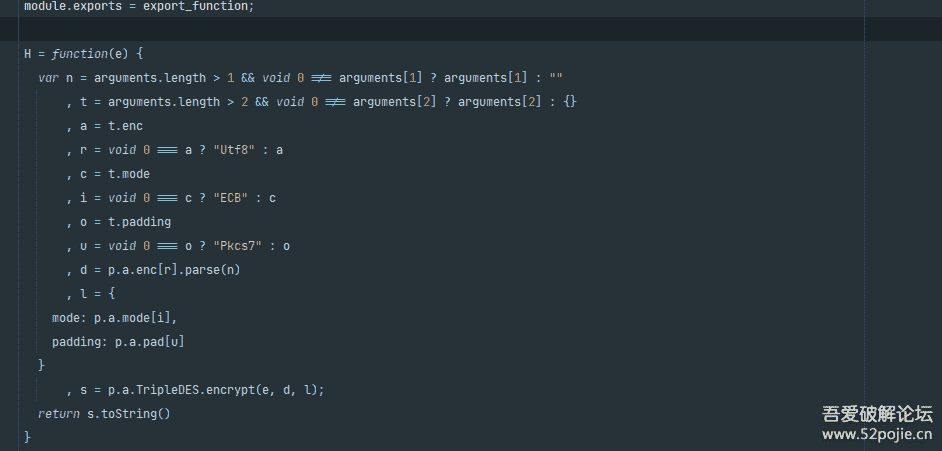 module.exports = export_function;
H = function(e) {
var n = arguments.length > 1 && void 0 !== arguments[1] ? arguments[1] : ""
, t = arguments.length > 2 && void 0 !== arguments[2] ? arguments[2] : {}
, a = t.enc
, r = void 0 === a ? "Utf8" : a
, c = t.mode
, i = void 0 === c ? "ECB" : c
, o = t.padding
, u = void 0 === o ? "Pkcs7" : o
, d = p.a.enc[r].parse(n)
, l = {
mode: p.a.mode[i],
padding: p.a.pad[u]
}
, s = p.a.TripleDES.encrypt(e, d, l);
return s.toString()
}
吾爱破解论坛
www.52pojie.cn